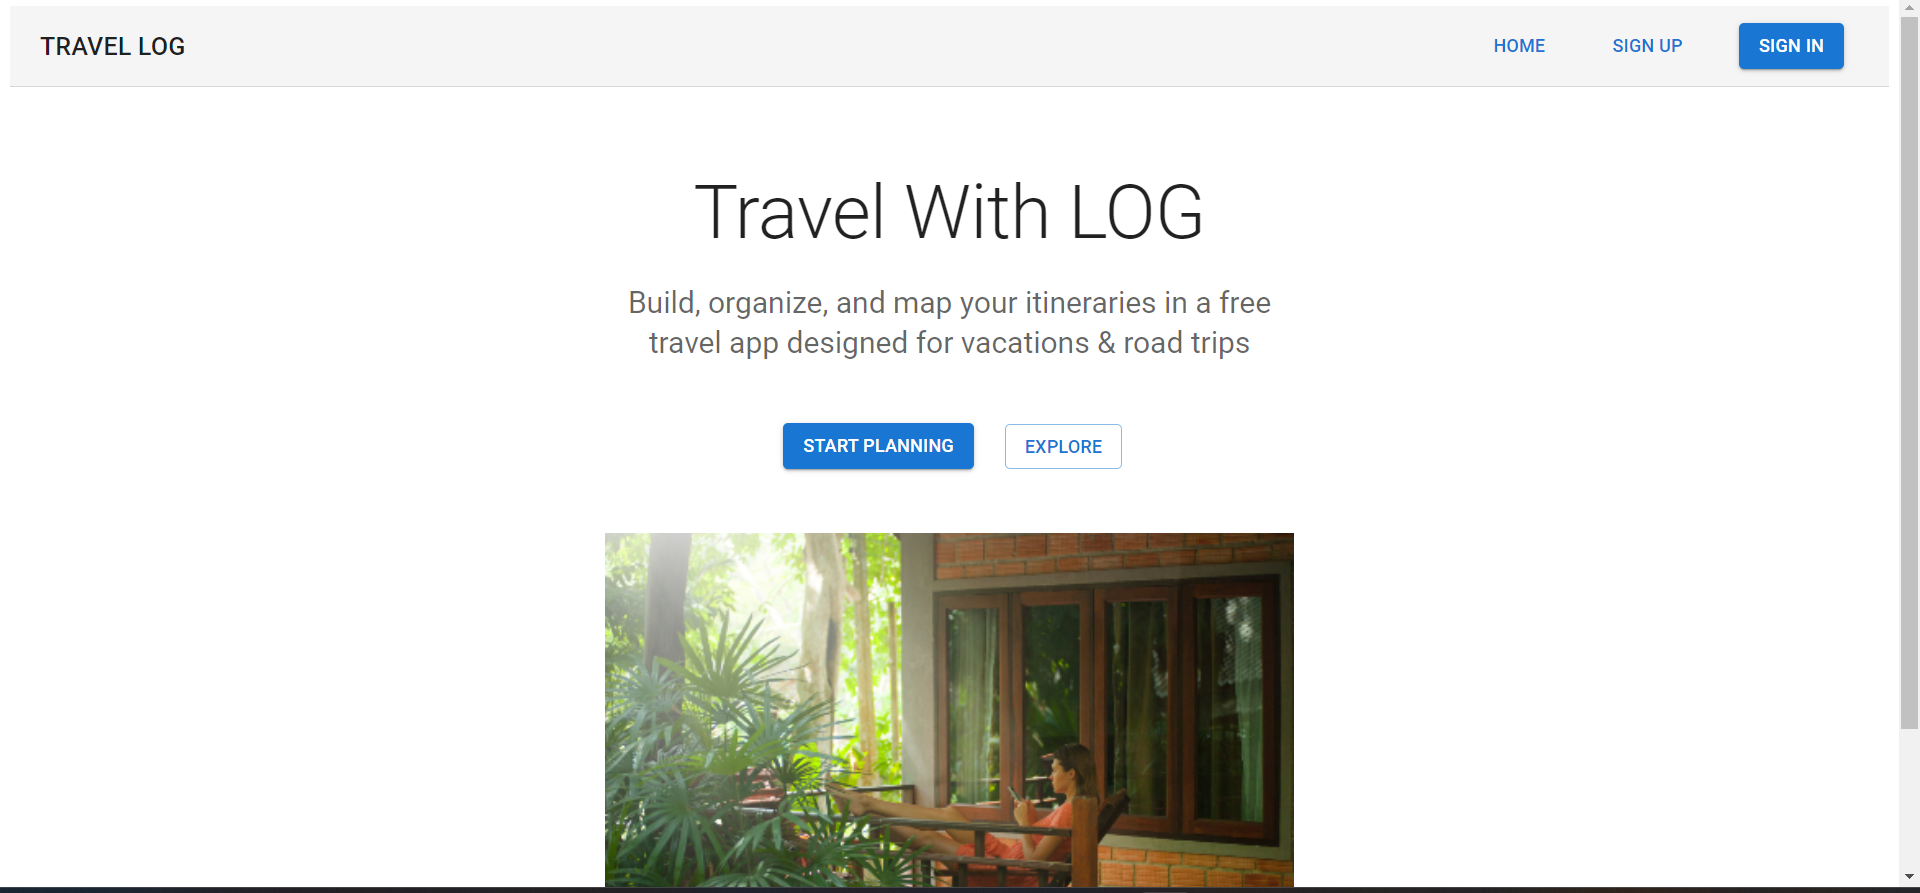 TRAVEL LOG
HOME
SIGN UP
SIGN IN
Travel With LOG
Build, organize, and map your itineraries in a free
travel app designed for vacations & road trips
START PLANNING
EXPLORE